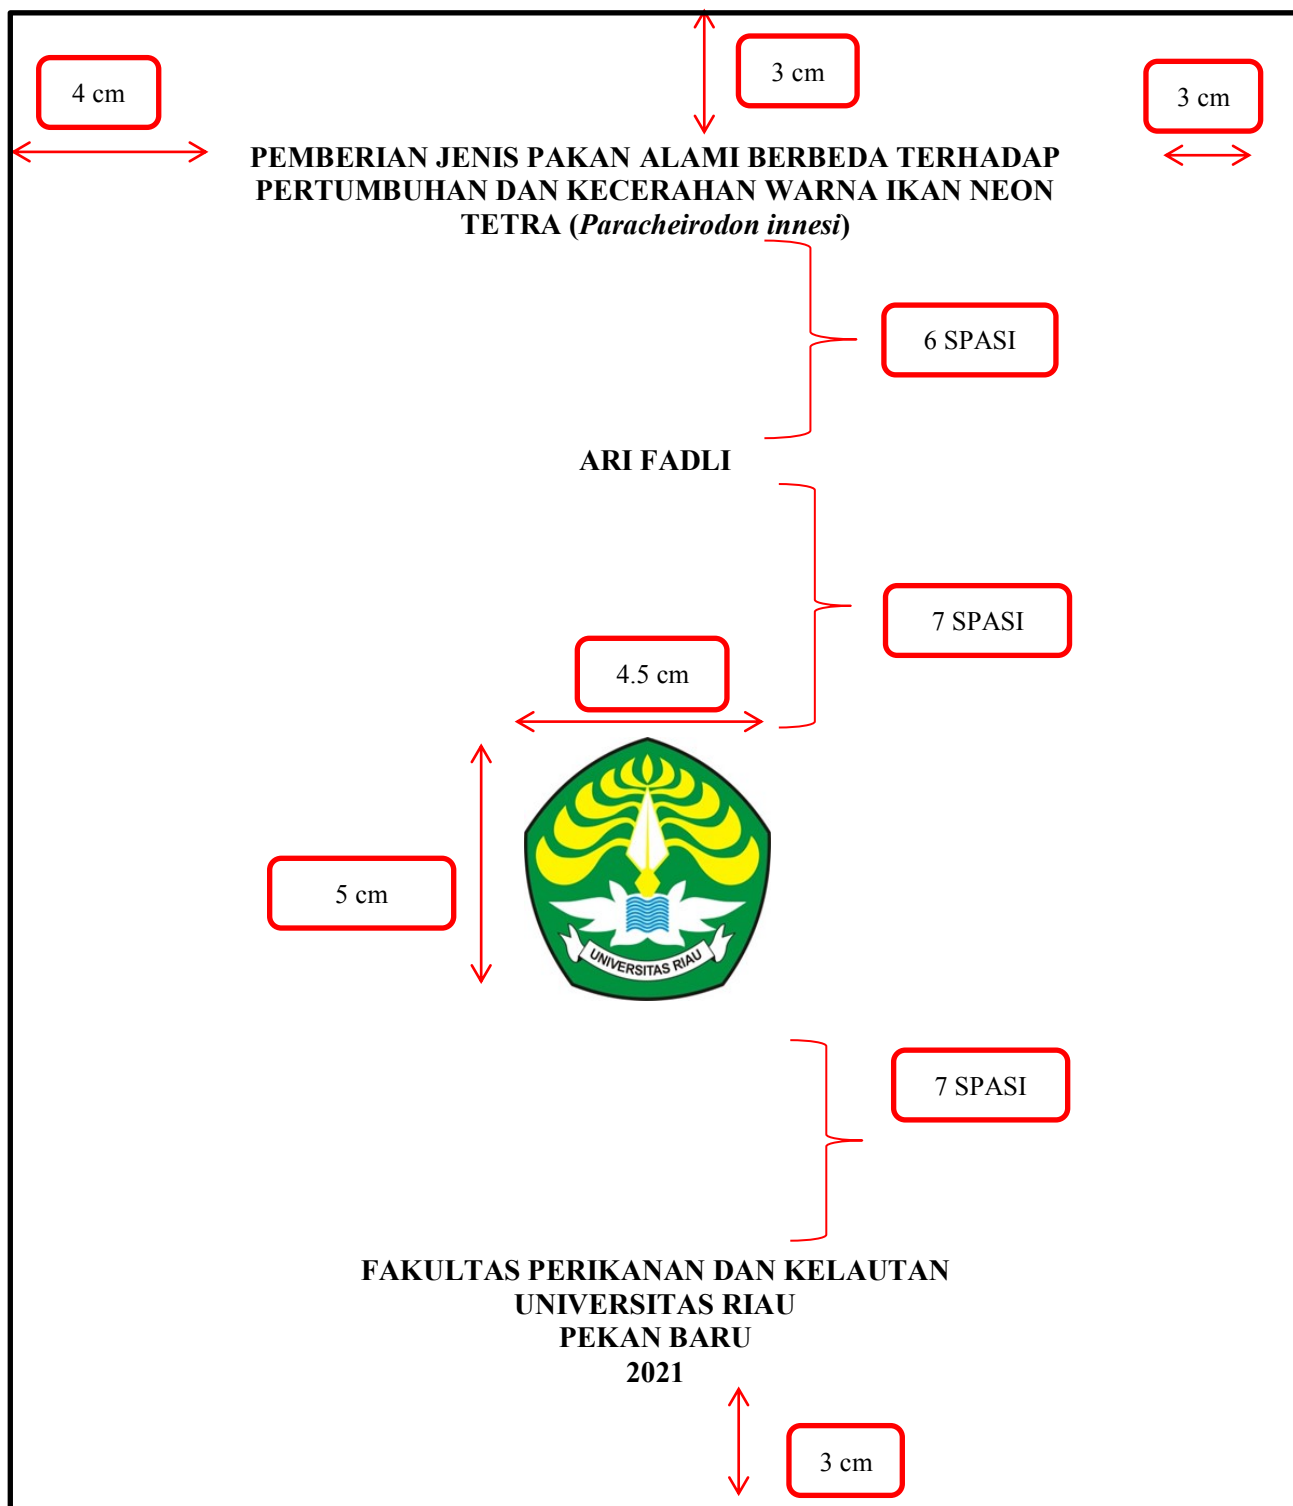 3 cm
4 cm
3 cm
PEMBERIAN JENIS PAKAN ALAMI BERBEDA TERHADAP
PERTUMBUHAN DAN KECERAHAN WARNA IKAN NEON
TETRA (Paracheirodon innesi)
6 SPASI
ARI FADLI
7 SPASI
4.5 cm
5 cm
UNIVERSITAS RIAU
7 SPASI
FAKULTAS PERIKANAN DAN KELAUTAN
UNIVERSITAS RIAU
PEKAN BARU
2021
3 cm